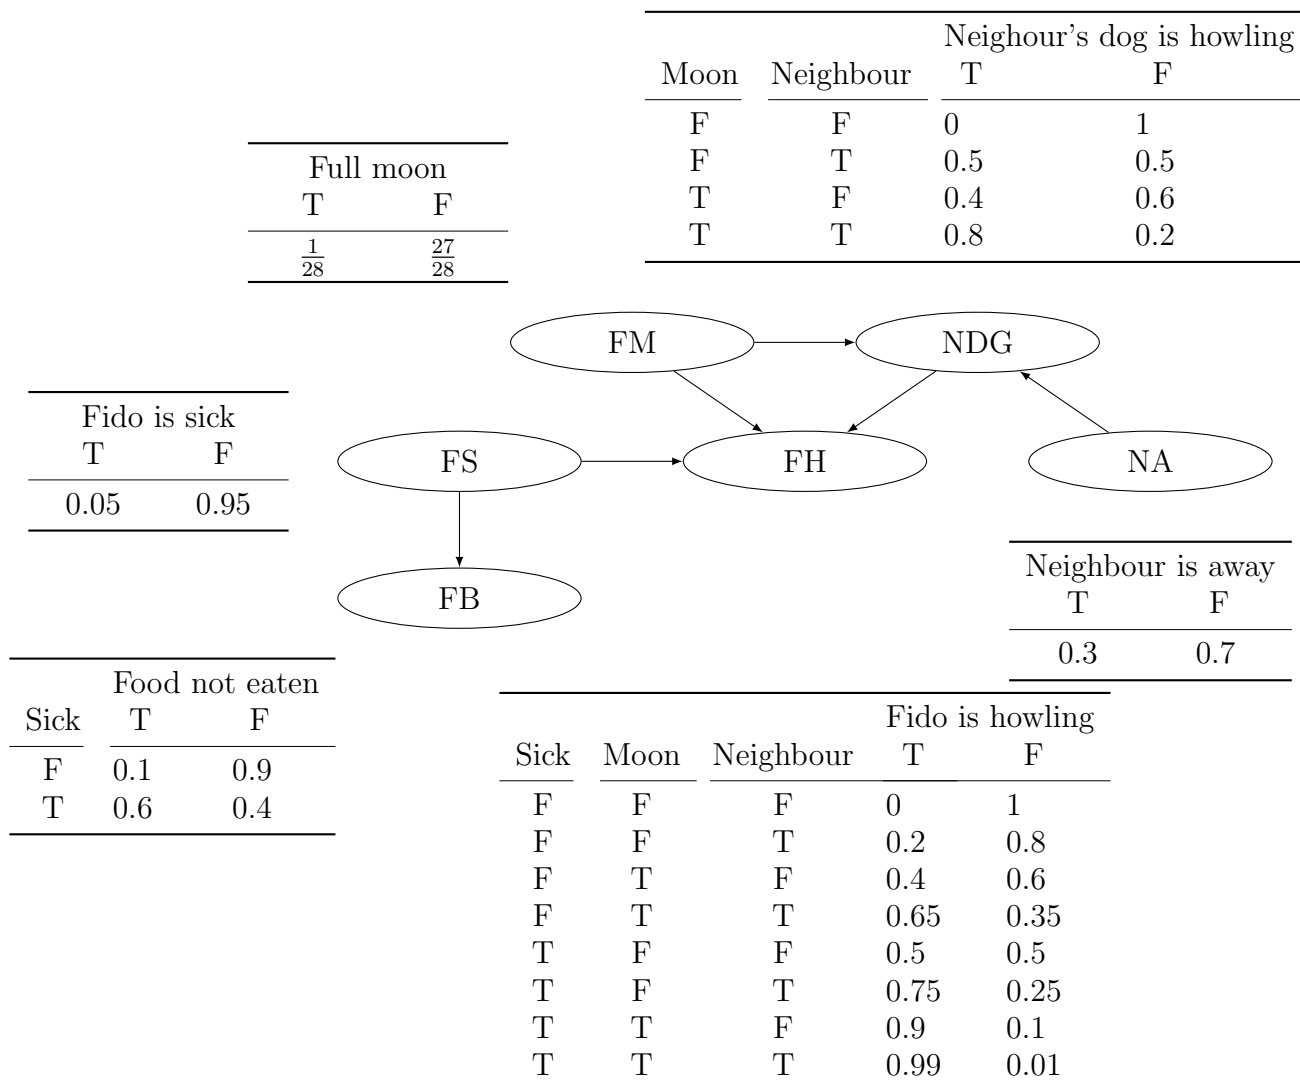 Neighour's dog is howling
Moon Neighbour T F
F F 0 1
F T 0.5 0.5
T F 0.4 0.6
T T 0.8 0.2
Full moon
T F
1/28 27/28
FM NDG
Fido is sick
T F
0.05 0.95
FS FH NA
Neighbour is away
T F
0.3 0.7
FB
Food not eaten
Sick T F
F 0.1 0.9
T 0.6 0.4
Fido is howling
Sick Moon Neighbour T F
F F F 0 1
F F T 0.2 0.8
F T F 0.4 0.6
F T T 0.65 0.35
T F F 0.5 0.5
T F T 0.75 0.25
T T F 0.9 0.1
T T T 0.99 0.01